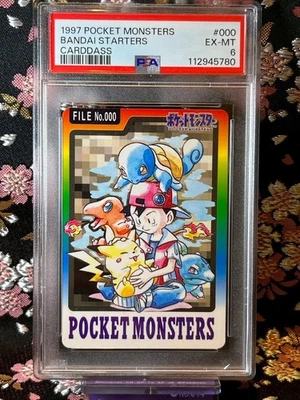 1997 POCKET MONSTERS #000
BANDAI STARTERS EX-MT
CARDDASS 6
PSA 112945780
FILE No.000
ポケットモンスター
POCKET MONSTERS